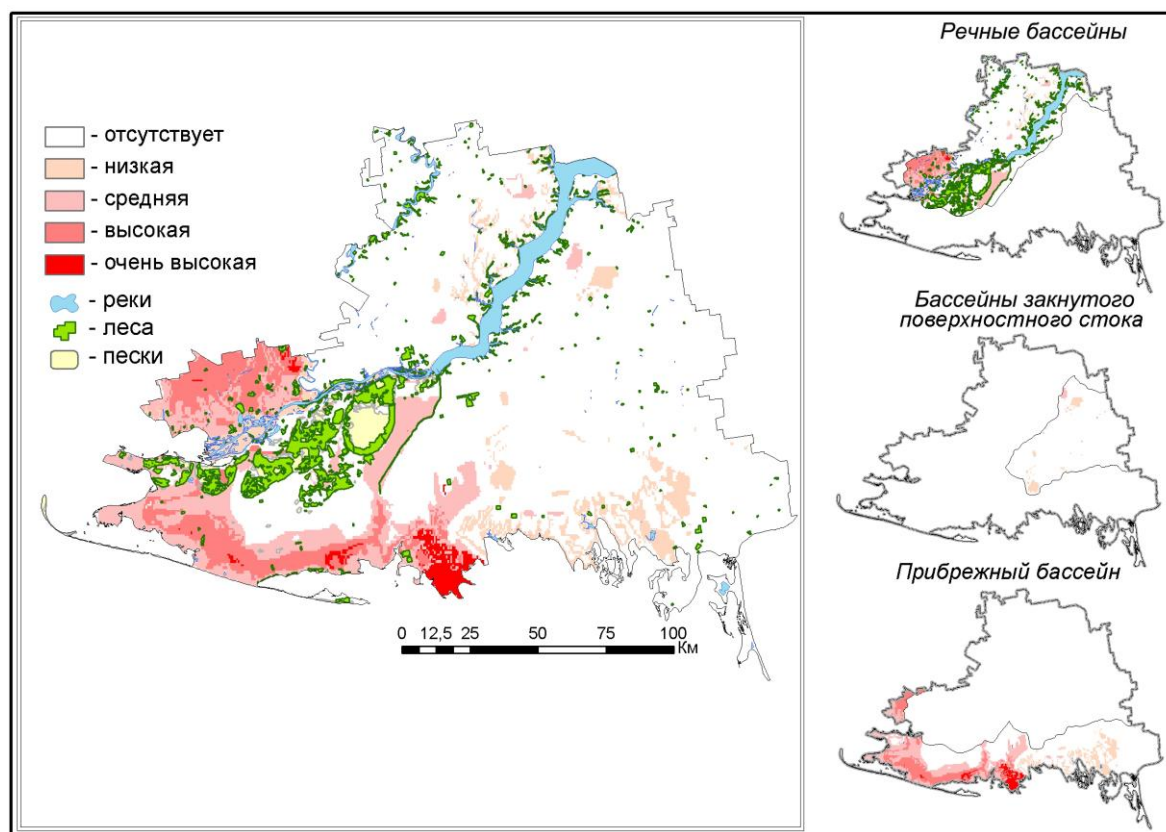 - отсутствует
- низкая
- средняя
- высокая
- очень высокая
- реки
- леса
- пески
0 12,5 25 50 75 100
Км
Речные бассейны
Бассейны закнутого
поверхностного стока
Прибрежный бассейн